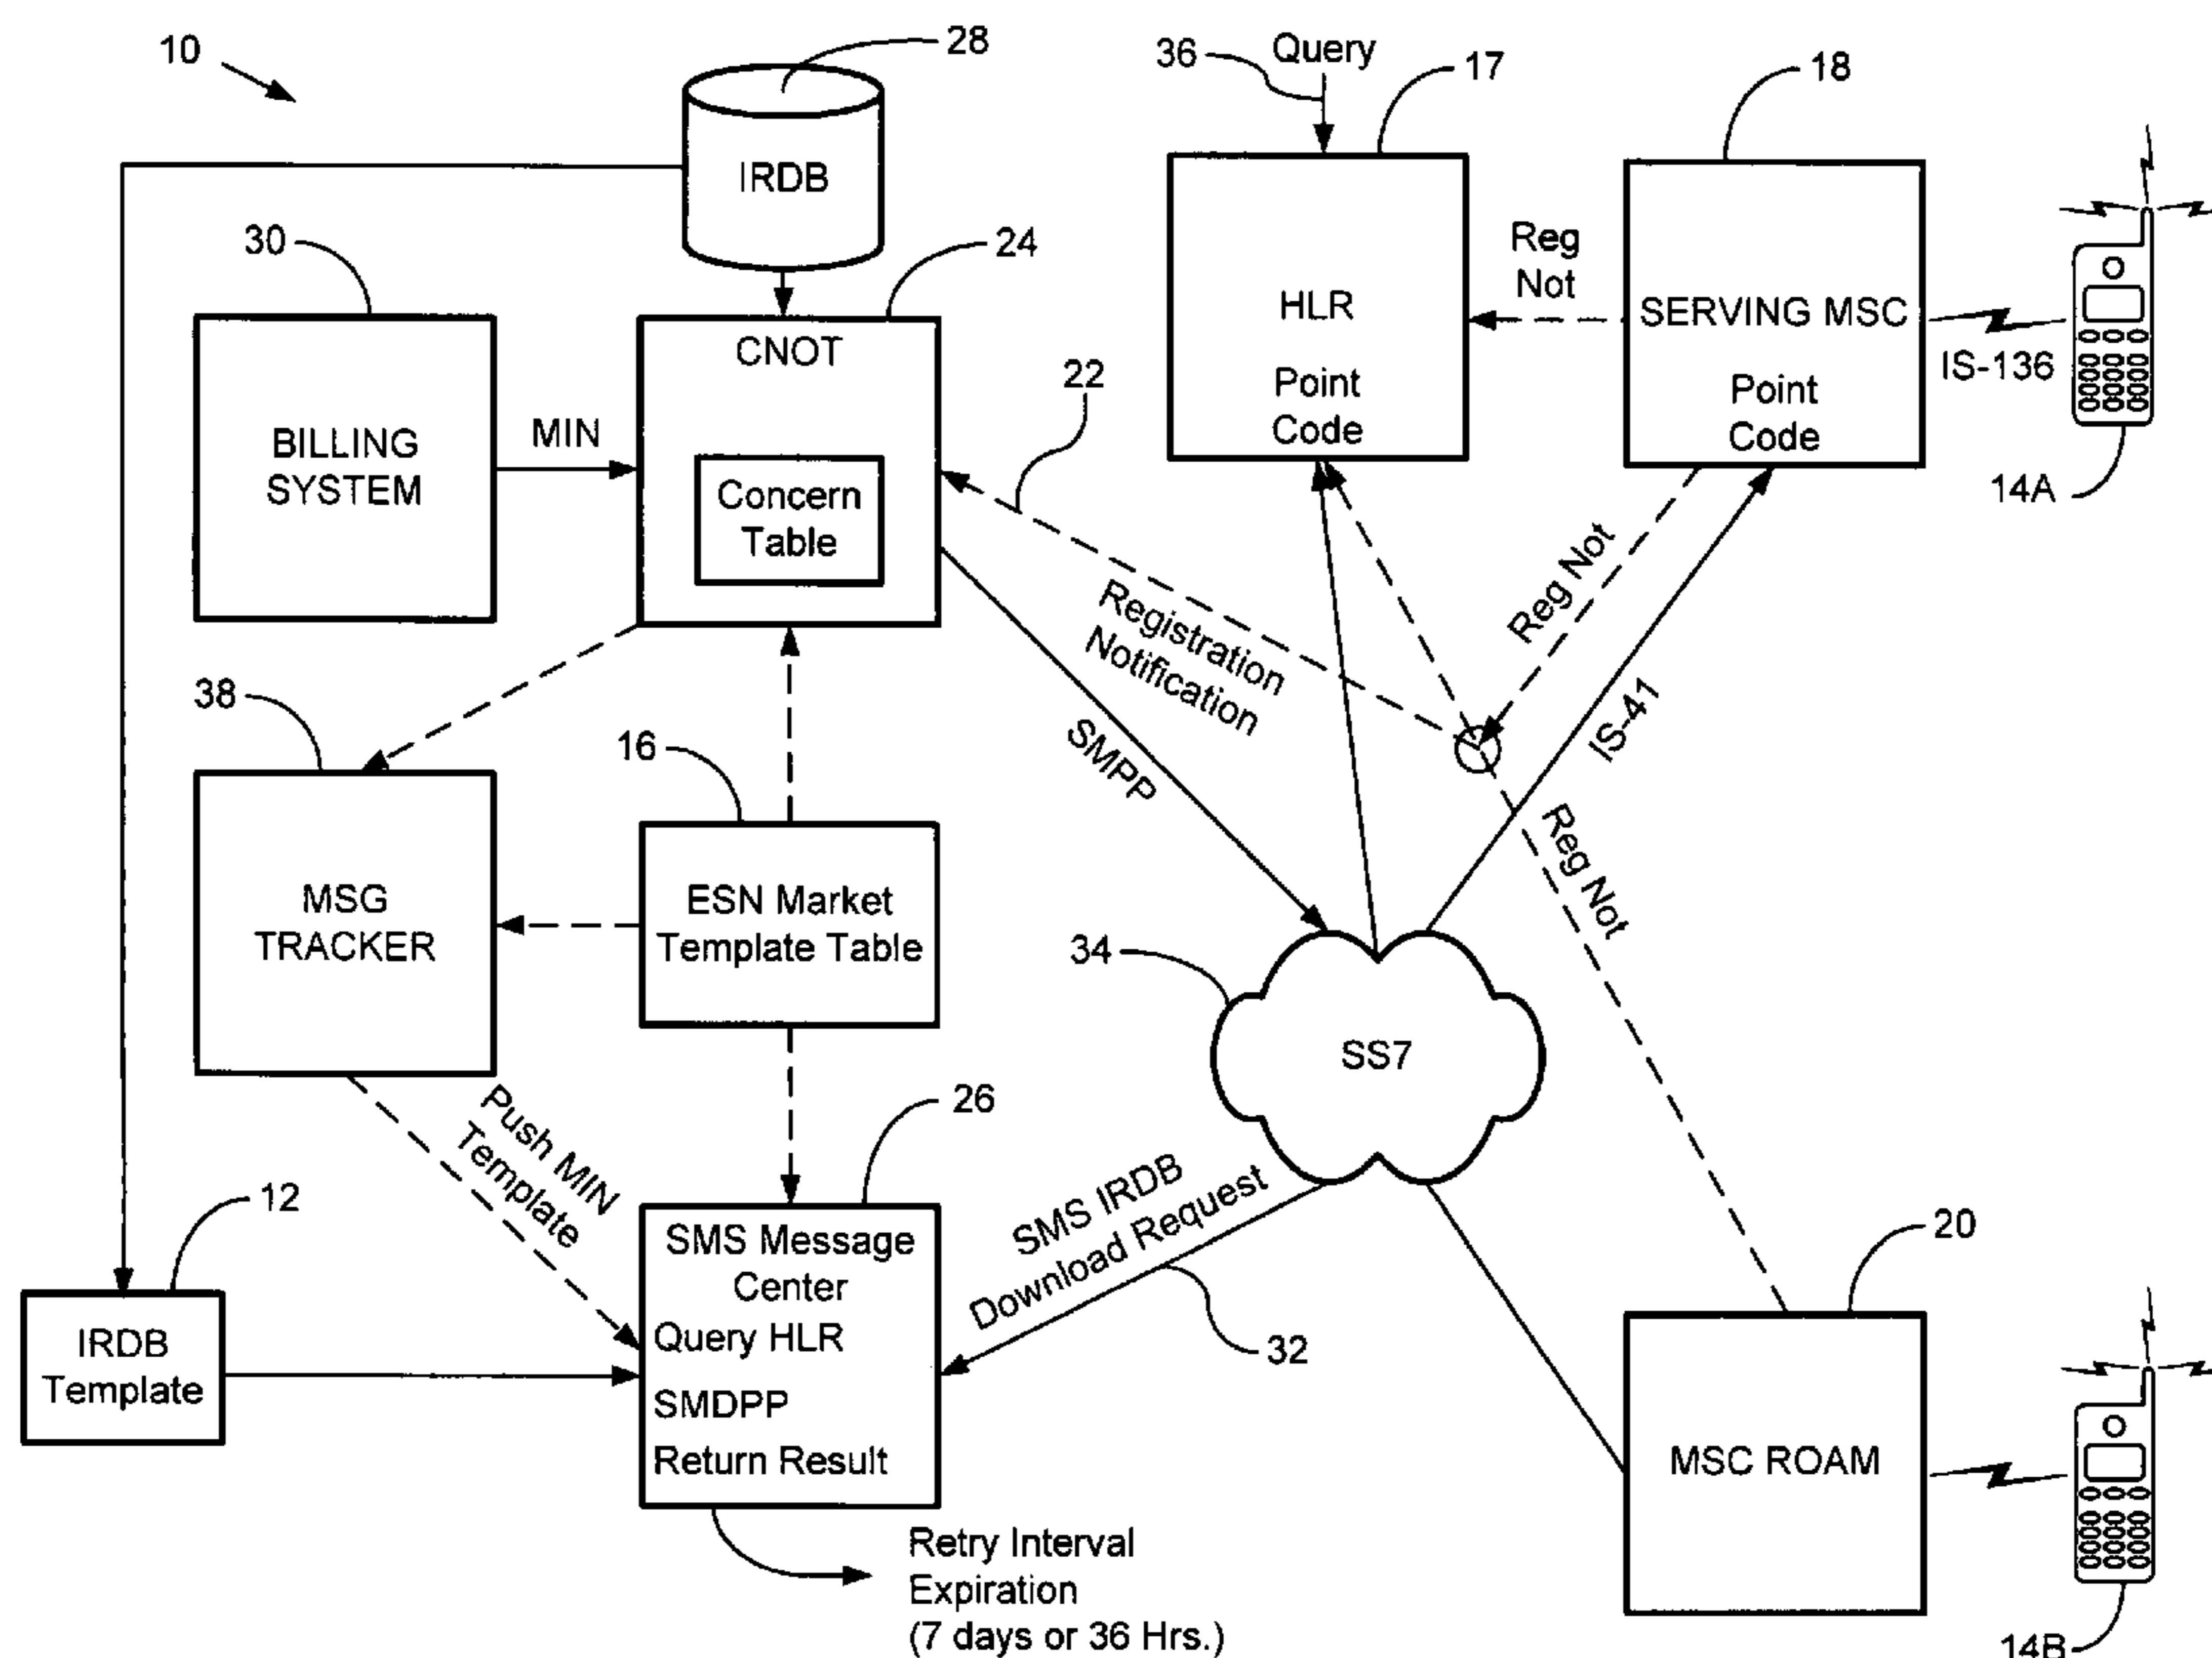 10
28
36
Query
17
18
IRDB
30
24
CNOT
Reg
Not
HLR
Point
Code
SERVING MSC
Point
Code
IS-136
14A
22
BILLING
SYSTEM
MIN
Concern
Table
Registration
Notification
Reg Not
SMPP
IS-41
Reg Not
38
16
MSG
TRACKER
ESN Market
Template Table
34
SS7
Push MIN
Template
26
SMS IRDB
Download Request
32
12
IRDB
Template
SMS Message
Center
Query HLR
SMDPP
Return Result
20
MSC ROAM
Retry Interval
Expiration
(7 days or 36 Hrs.)
14B